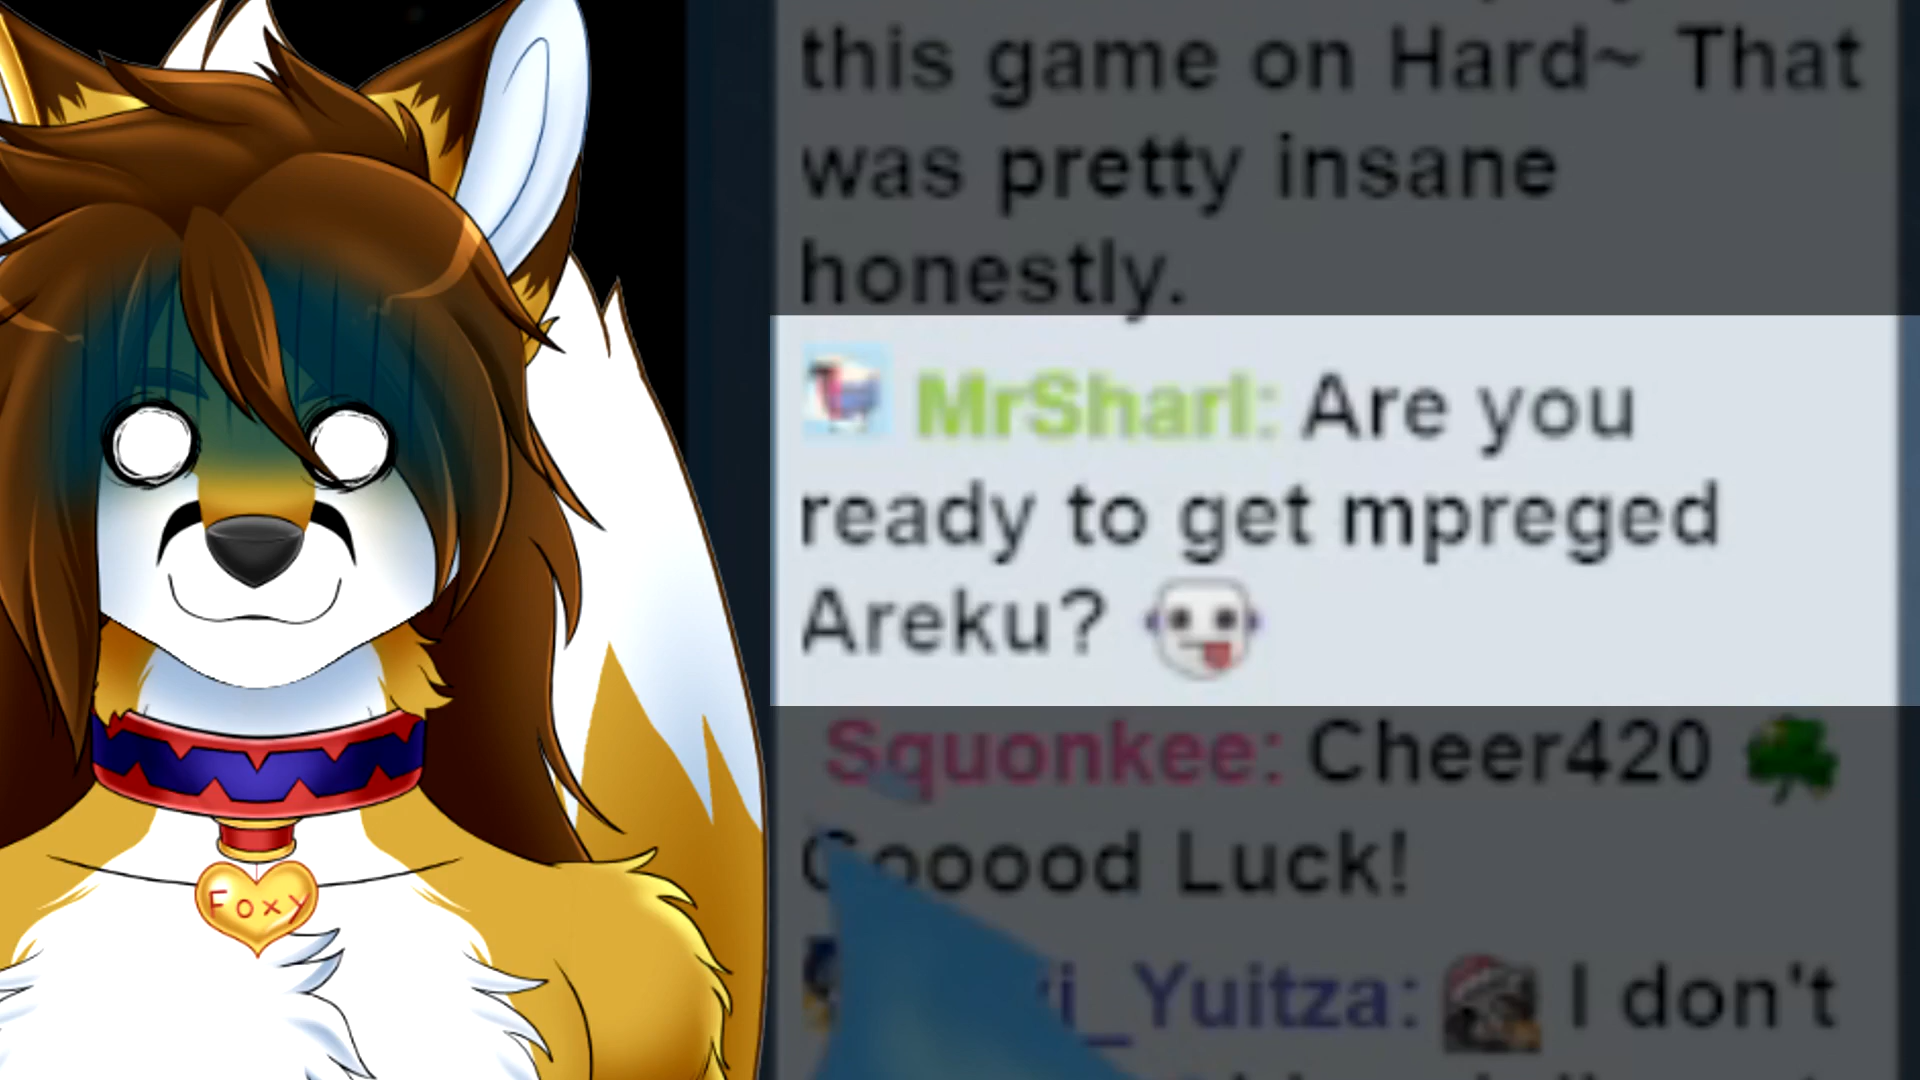 this game on Hard~ That
was pretty insane
honestly.
MrSharl: Are you
ready to get mpreged
Areku?
Squonkee: Cheer420
Gooood Luck!
i_Yuitza: I don't
Foxy